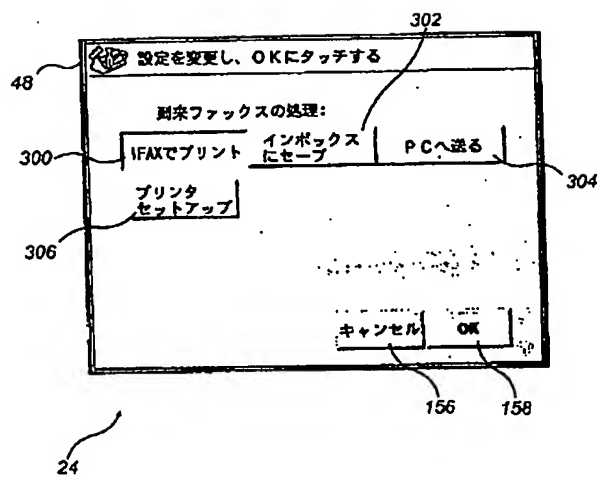 302
48
設定を変更し、OKにタッチする
到来ファックスの処理:
300
IFAXでプリント
インボックス
にセーブ
PCへ送る
304
プリンタ
セットアップ
306
キャンセル
OK
156
158
24